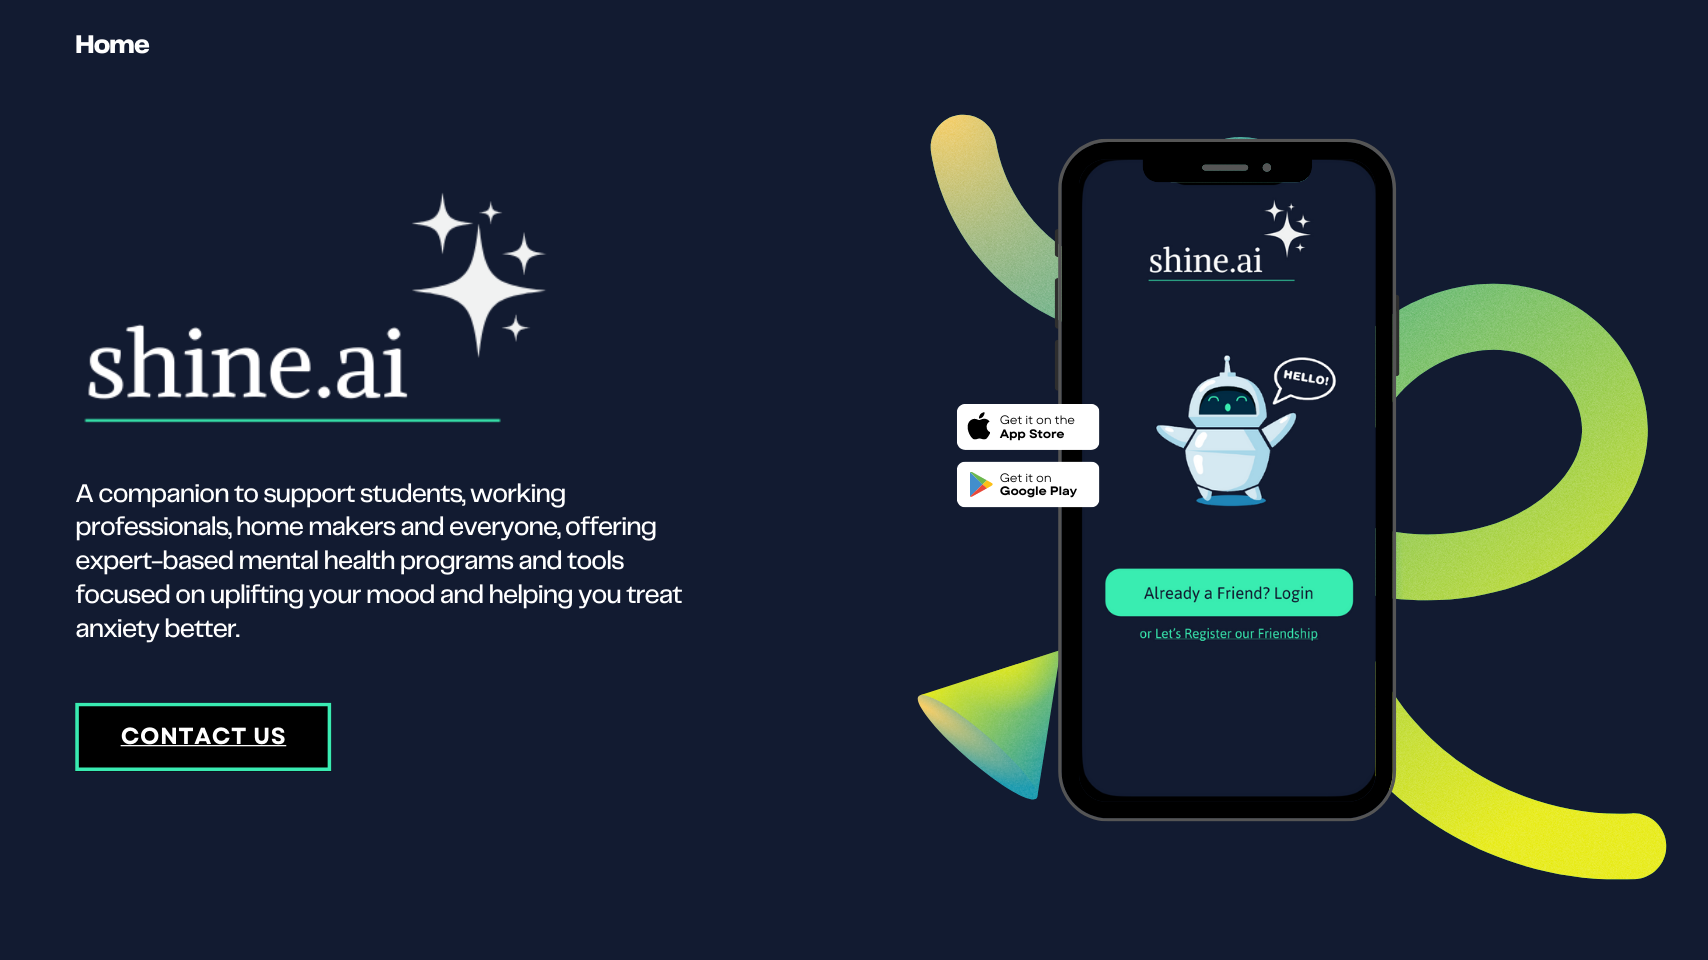 Home
shine.ai
A companion to support students, working
professionals, home makers and everyone, offering
expert-based mental health programs and tools
focused on uplifting your mood and helping you treat
anxiety better.
CONTACT US
Get it on the
App Store
Get it on
Google Play
shine.ai
HELLO!
Already a Friend? Login
or Let's Register our Friendship